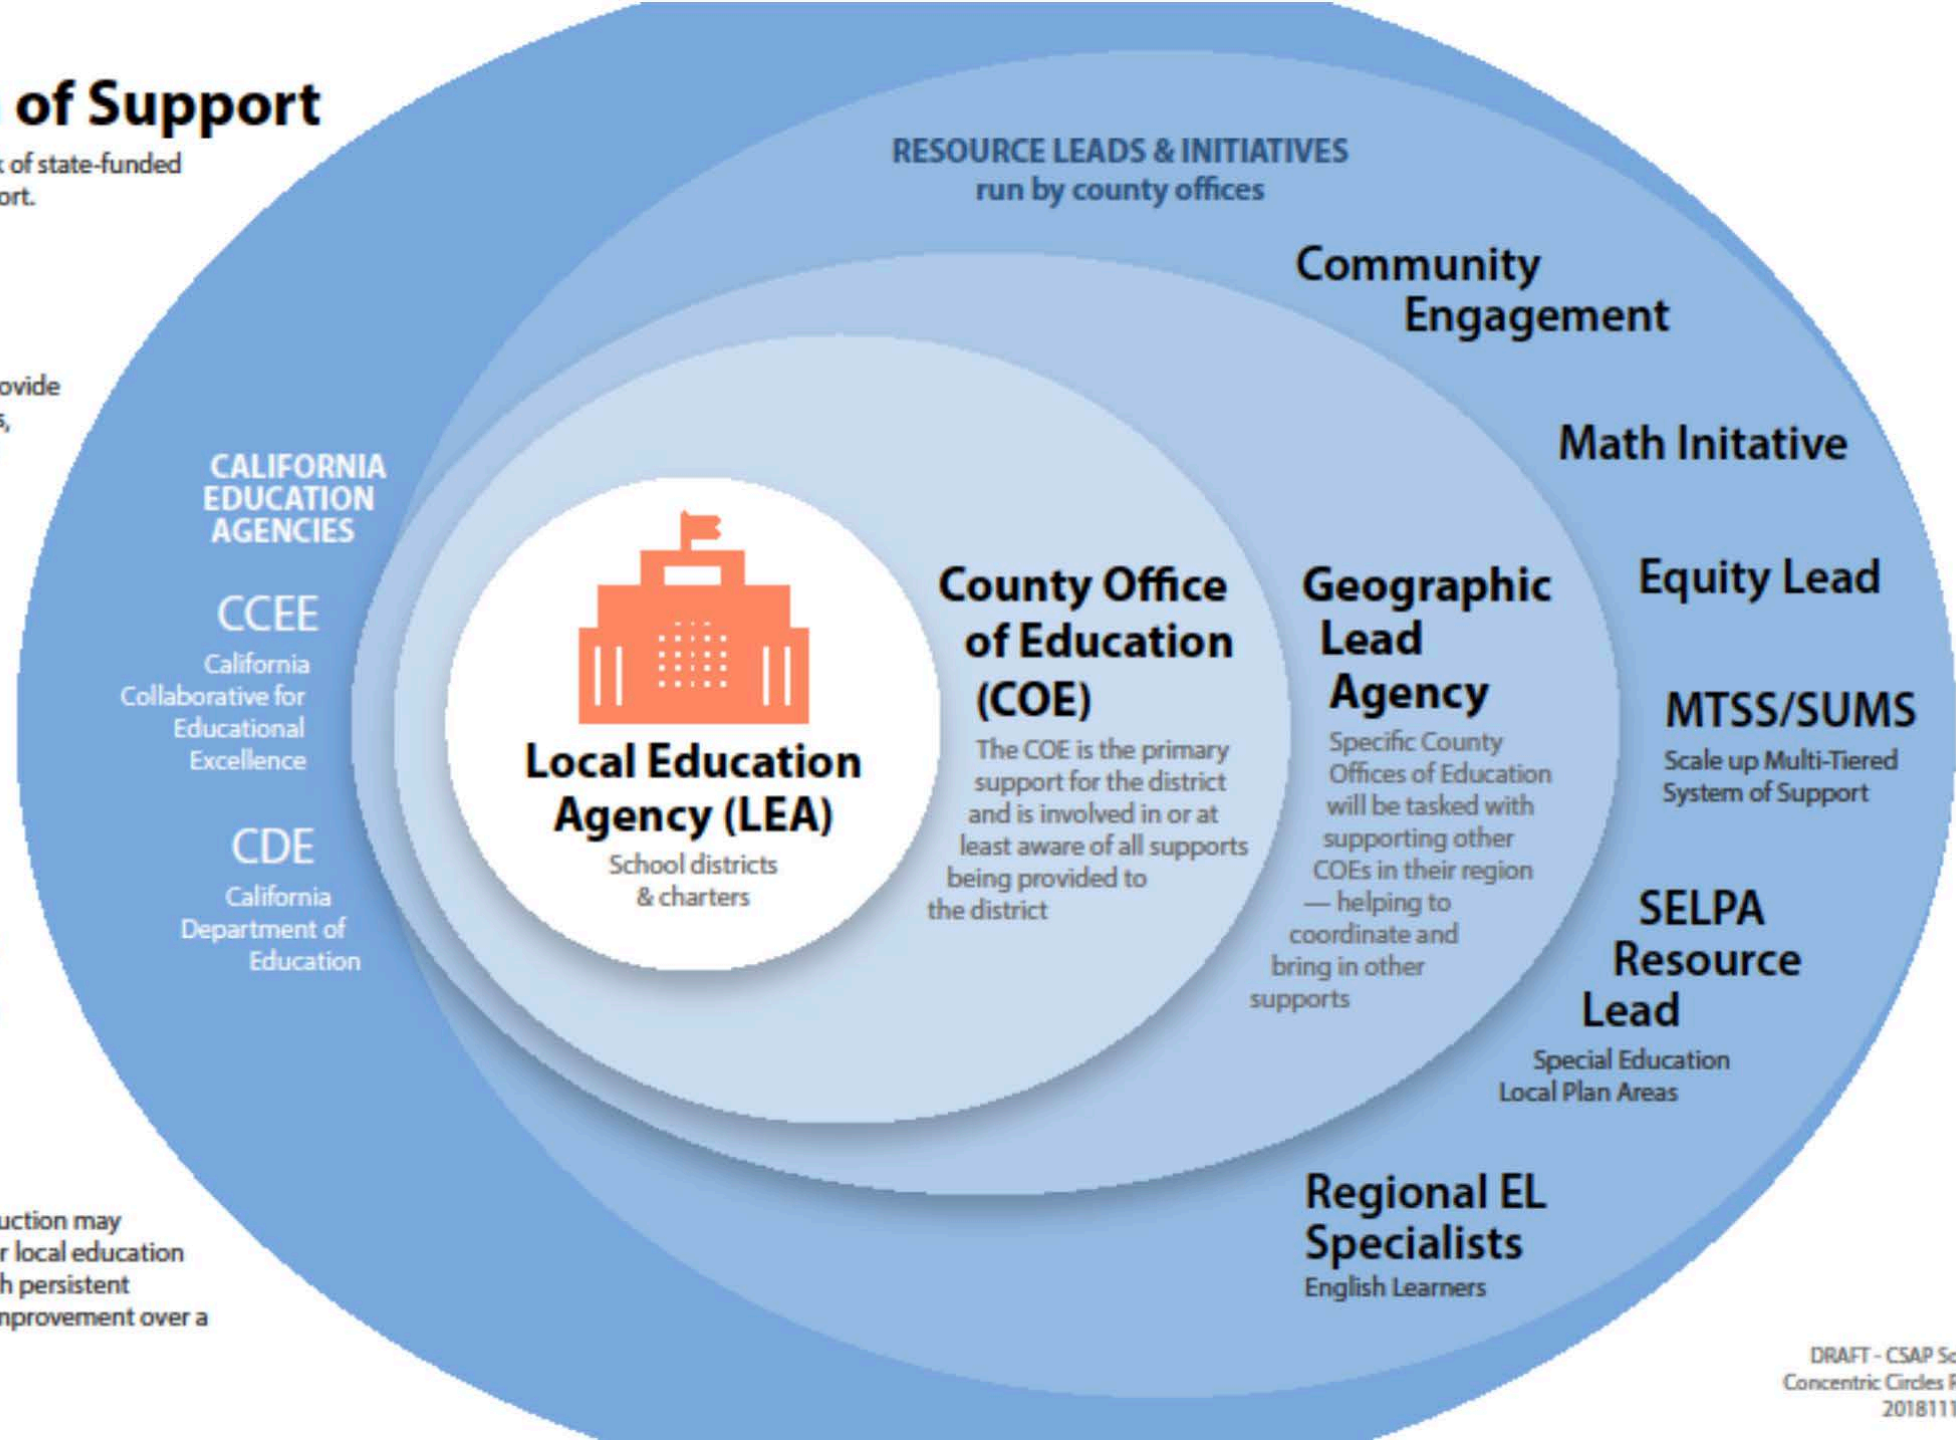 of Support
of state-funded
ort.
ovide
s,
RESOURCE LEADS & INITIATIVES
run by county offices
Community
Engagement
Math Initative
Equity Lead
MTSS/SUMS
Scale up Multi-Tiered
System of Support
SELPA
Resource
Lead
Special Education
Local Plan Areas
Regional EL
Specialists
English Learners
CALIFORNIA
EDUCATION
AGENCIES
CCEE
California
Collaborative for
Educational
Excellence
CDE
California
Department of
Education
Local Education
Agency (LEA)
School districts
& charters
County Office
of Education
(COE)
The COE is the primary
support for the district
and is involved in or at
least aware of all supports
being provided to
the district
Geographic
Lead
Agency
Specific County
Offices of Education
will be tasked with
supporting other
COEs in their region
— helping to
coordinate and
bring in other
supports
uction may
r local education
h persistent
mprovement over a
DRAFT - CSAP
Concentric Circles
2018111